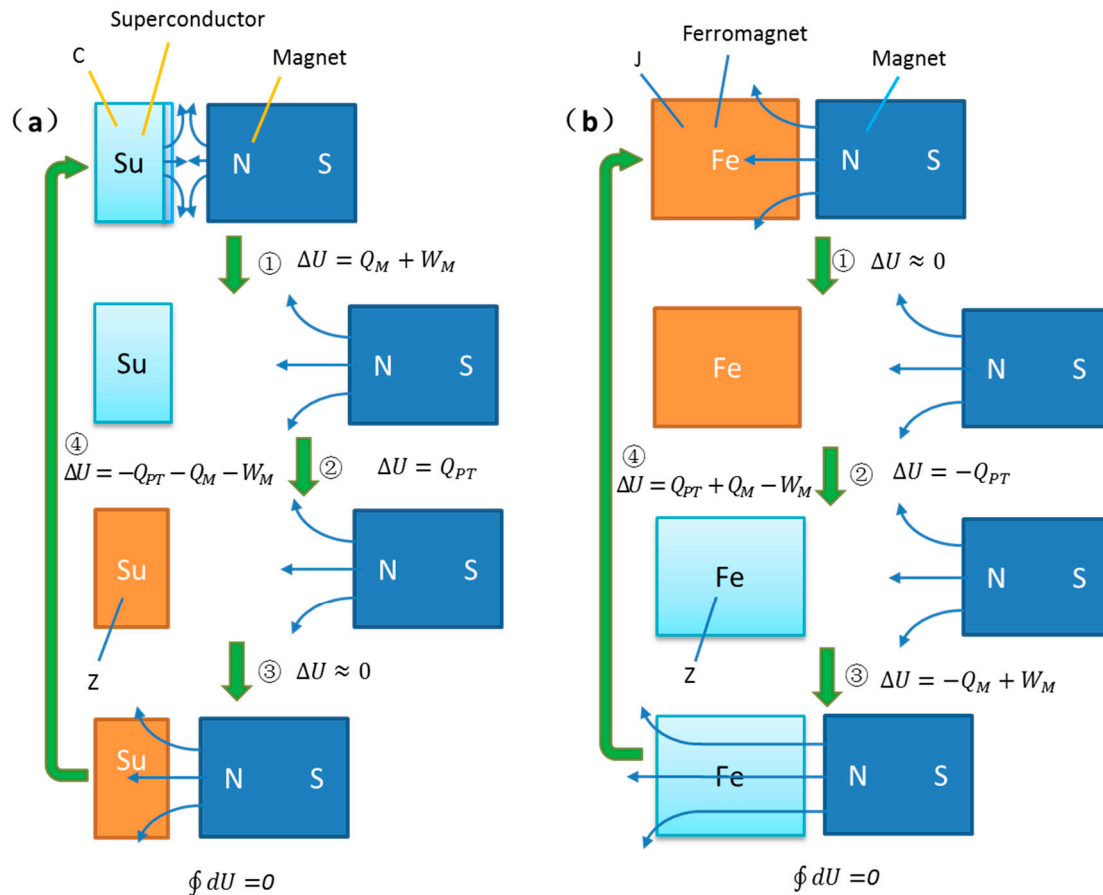 Superconductor
C
Magnet
(a)
Su
N S
① ΔU = Q_M + W_M
Su
N S
④
ΔU = −Q_PT − Q_M − W_M
② ΔU = Q_PT
Su
N S
Z
③ ΔU ≈ 0
Su
N S
∮ dU =0
Ferromagnet
J
Magnet
(b)
Fe
N S
① ΔU ≈ 0
Fe
N S
④
ΔU = Q_PT + Q_M − W_M
② ΔU = −Q_PT
Fe
N S
Z
③ ΔU = −Q_M + W_M
Fe
N S
∮ dU =0